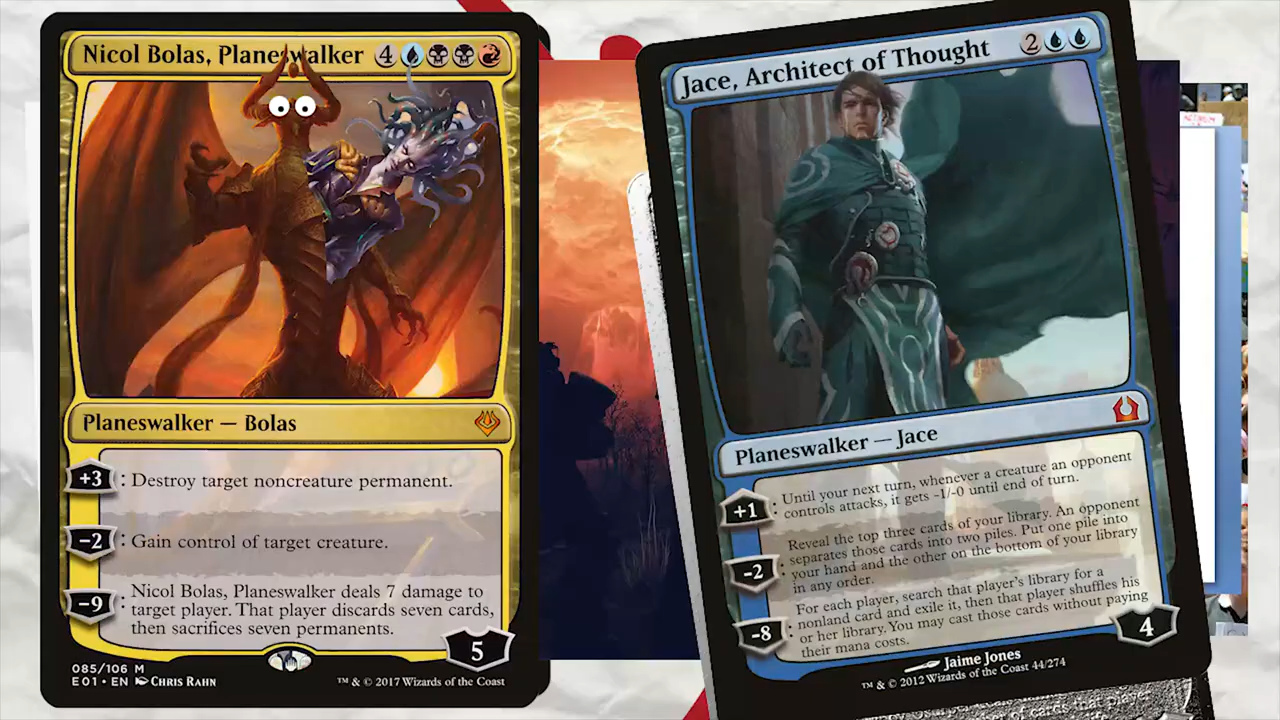 Nicol Bolas, Planeswalker 4
Planeswalker — Bolas
+3 : Destroy target noncreature permanent.
−2 : Gain control of target creature.
−9 : Nicol Bolas, Planeswalker deals 7 damage to
target player. That player discards seven cards,
then sacrifices seven permanents.
5
085/106 M
E01 • EN Chris Rahn
™ & © 2017 Wizards of the Coast
Jace, Architect of Thought 2
Planeswalker — Jace
+1 : Until your next turn, whenever a creature an opponent
controls attacks, it gets -1/-0 until end of turn.
-2 : Reveal the top three cards of your library. An opponent
separates those cards into two piles. Put one pile into
your hand and the other on the bottom of your library
in any order.
-8 : For each player, search that player's library for a
nonland card and exile it, then that player shuffles his
or her library. You may cast those cards without paying
their mana costs.
4
Jaime Jones
™ & © 2012 Wizards of the Coast 44/274
of cards that player